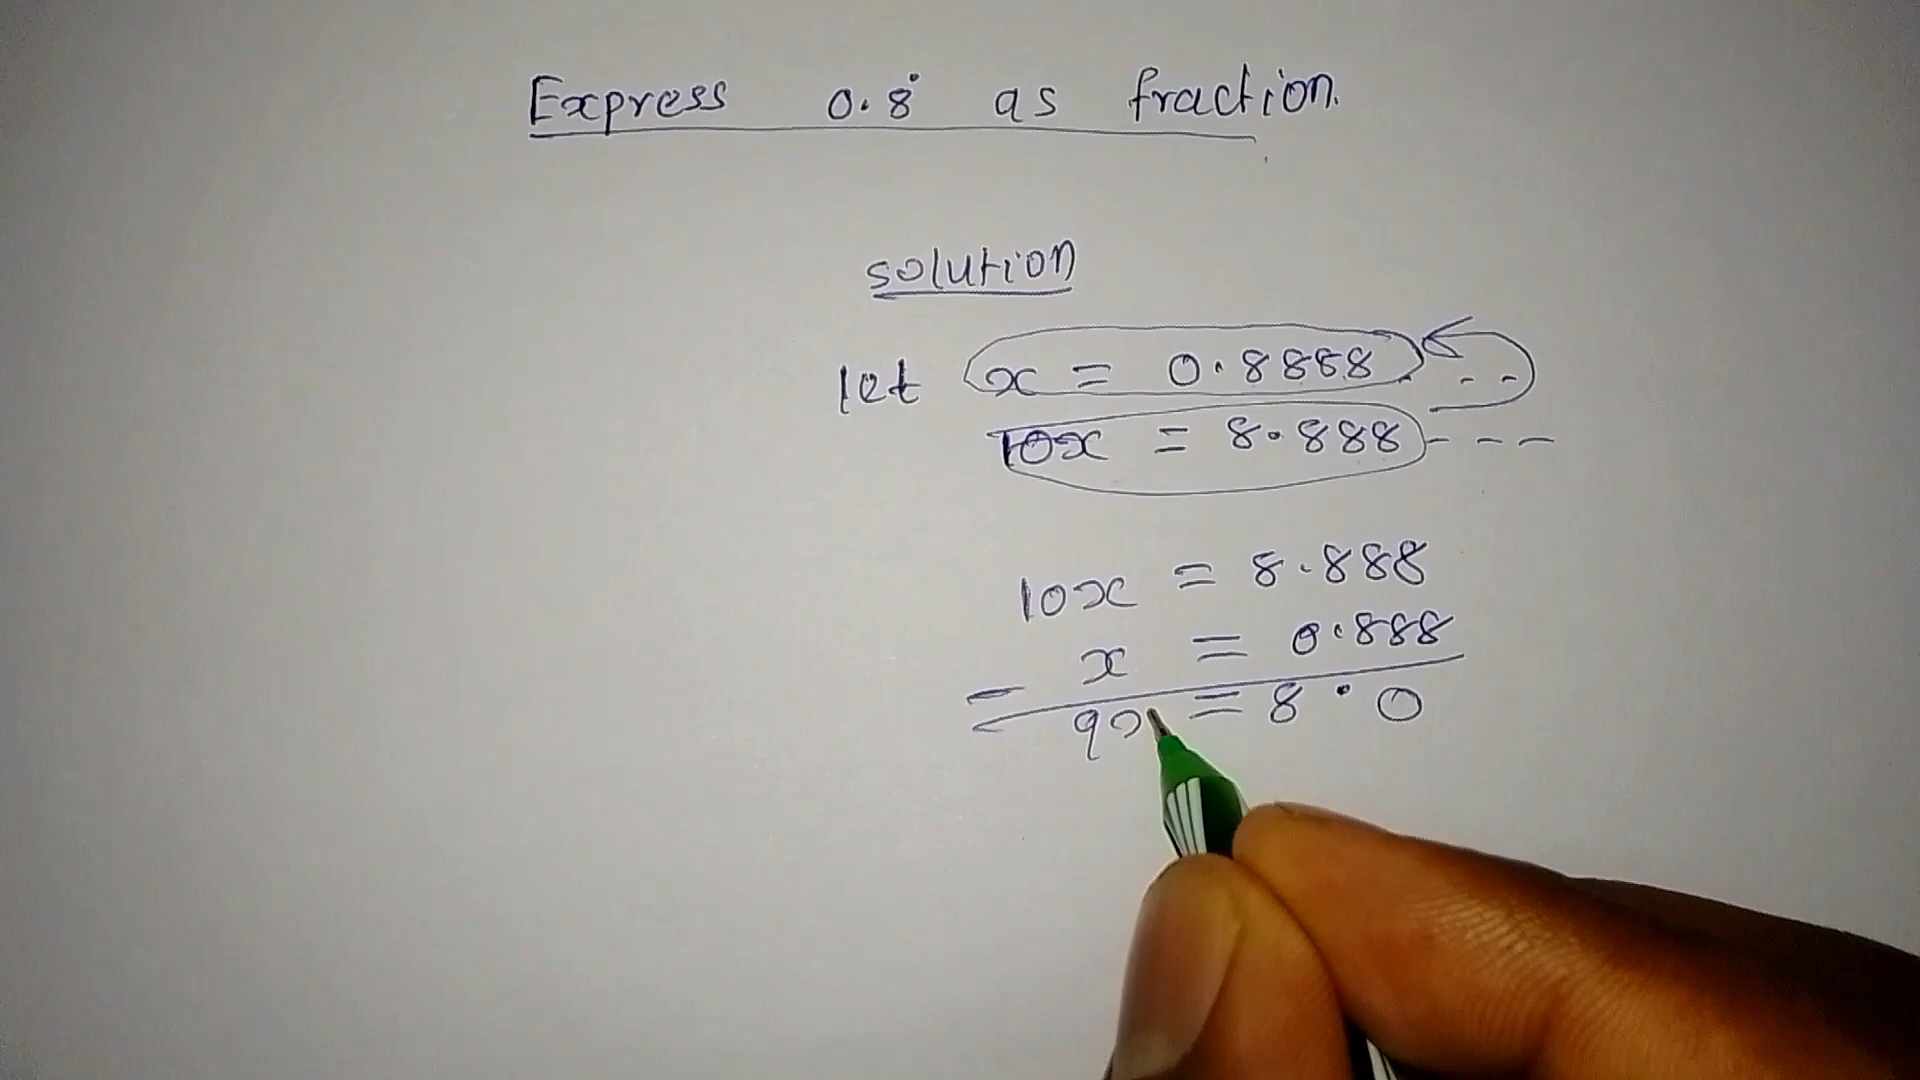 Express 0.8̇ as fraction.
solution
let x = 0.8888. - -
10x = 8.888 - - -
10x = 8.888
- x = 0.888
9x = 8.0